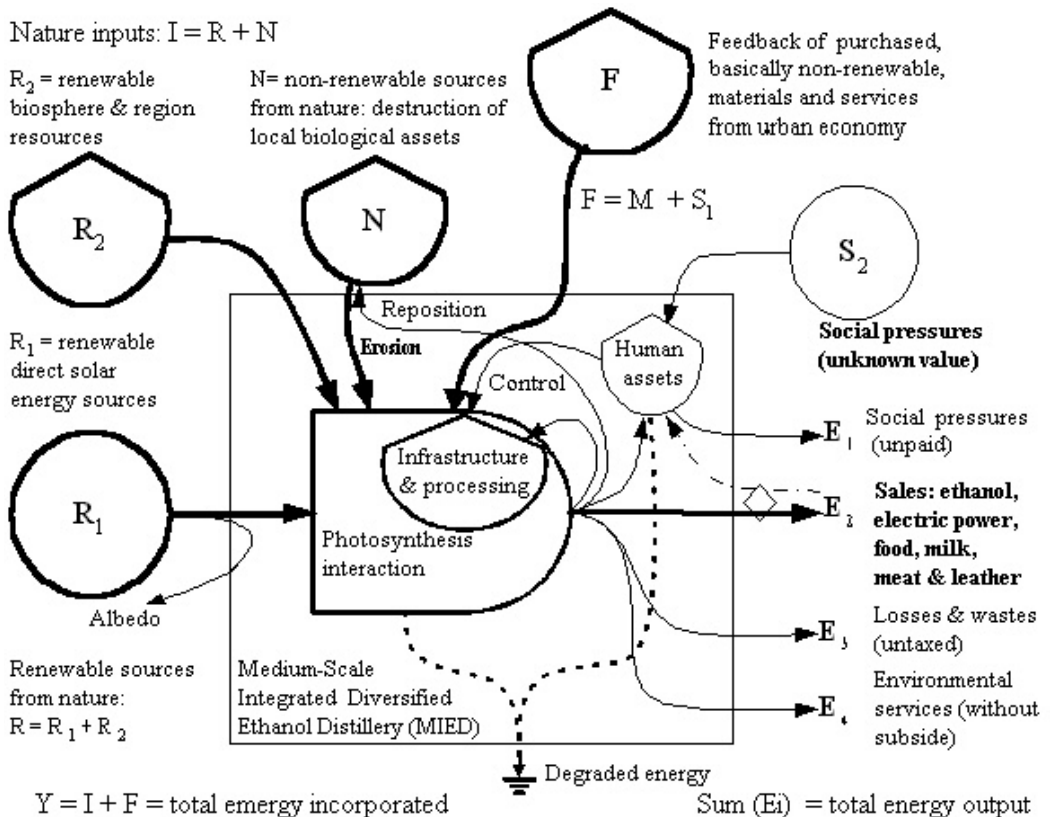 Nature inputs: I = R + N
R2 = renewable
biosphere & region
resources
N= non-renewable sources
from nature: destruction of
local biological assets
F
Feedback of purchased,
basically non-renewable,
materials and services
from urban economy
F = M + S1
R2
N
S2
Social pressures
(unknown value)
Reposition
Erosion
Control
Human
assets
R1 = renewable
direct solar
energy sources
R1
Albedo
Infrastructure
& processing
Photosynthesis
interaction
E1
Social pressures
(unpaid)
E2
Sales: ethanol,
electric power,
food, milk,
meat & leather
E3
Losses & wastes
(untaxed)
E4
Environmental
services (without
subside)
Renewable sources
from nature:
R = R1 + R2
Medium-Scale
Integrated Diversified
Ethanol Distillery (MIED)
Degraded energy
Y = I + F = total emergy incorporated
Sum (Ei) = total energy output